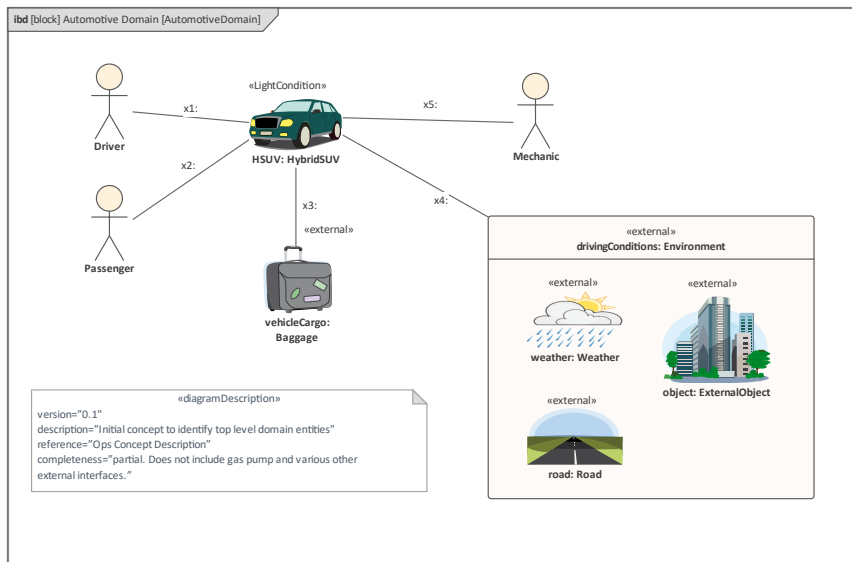 ibd [block] Automotive Domain [AutomotiveDomain]
«LightCondition»
x1:
x5:
Driver
HSUV: HybridSUV
Mechanic
x2:
x3:
x4:
«external»
Passenger
vehicleCargo:
Baggage
«external»
drivingConditions: Environment
«external»
«external»
weather: Weather
object: ExternalObject
«external»
road: Road
«diagramDescription»
version="0.1"
description="Initial concept to identify top level domain entities"
reference="Ops Concept Description"
completeness="partial. Does not include gas pump and various other
external interfaces."